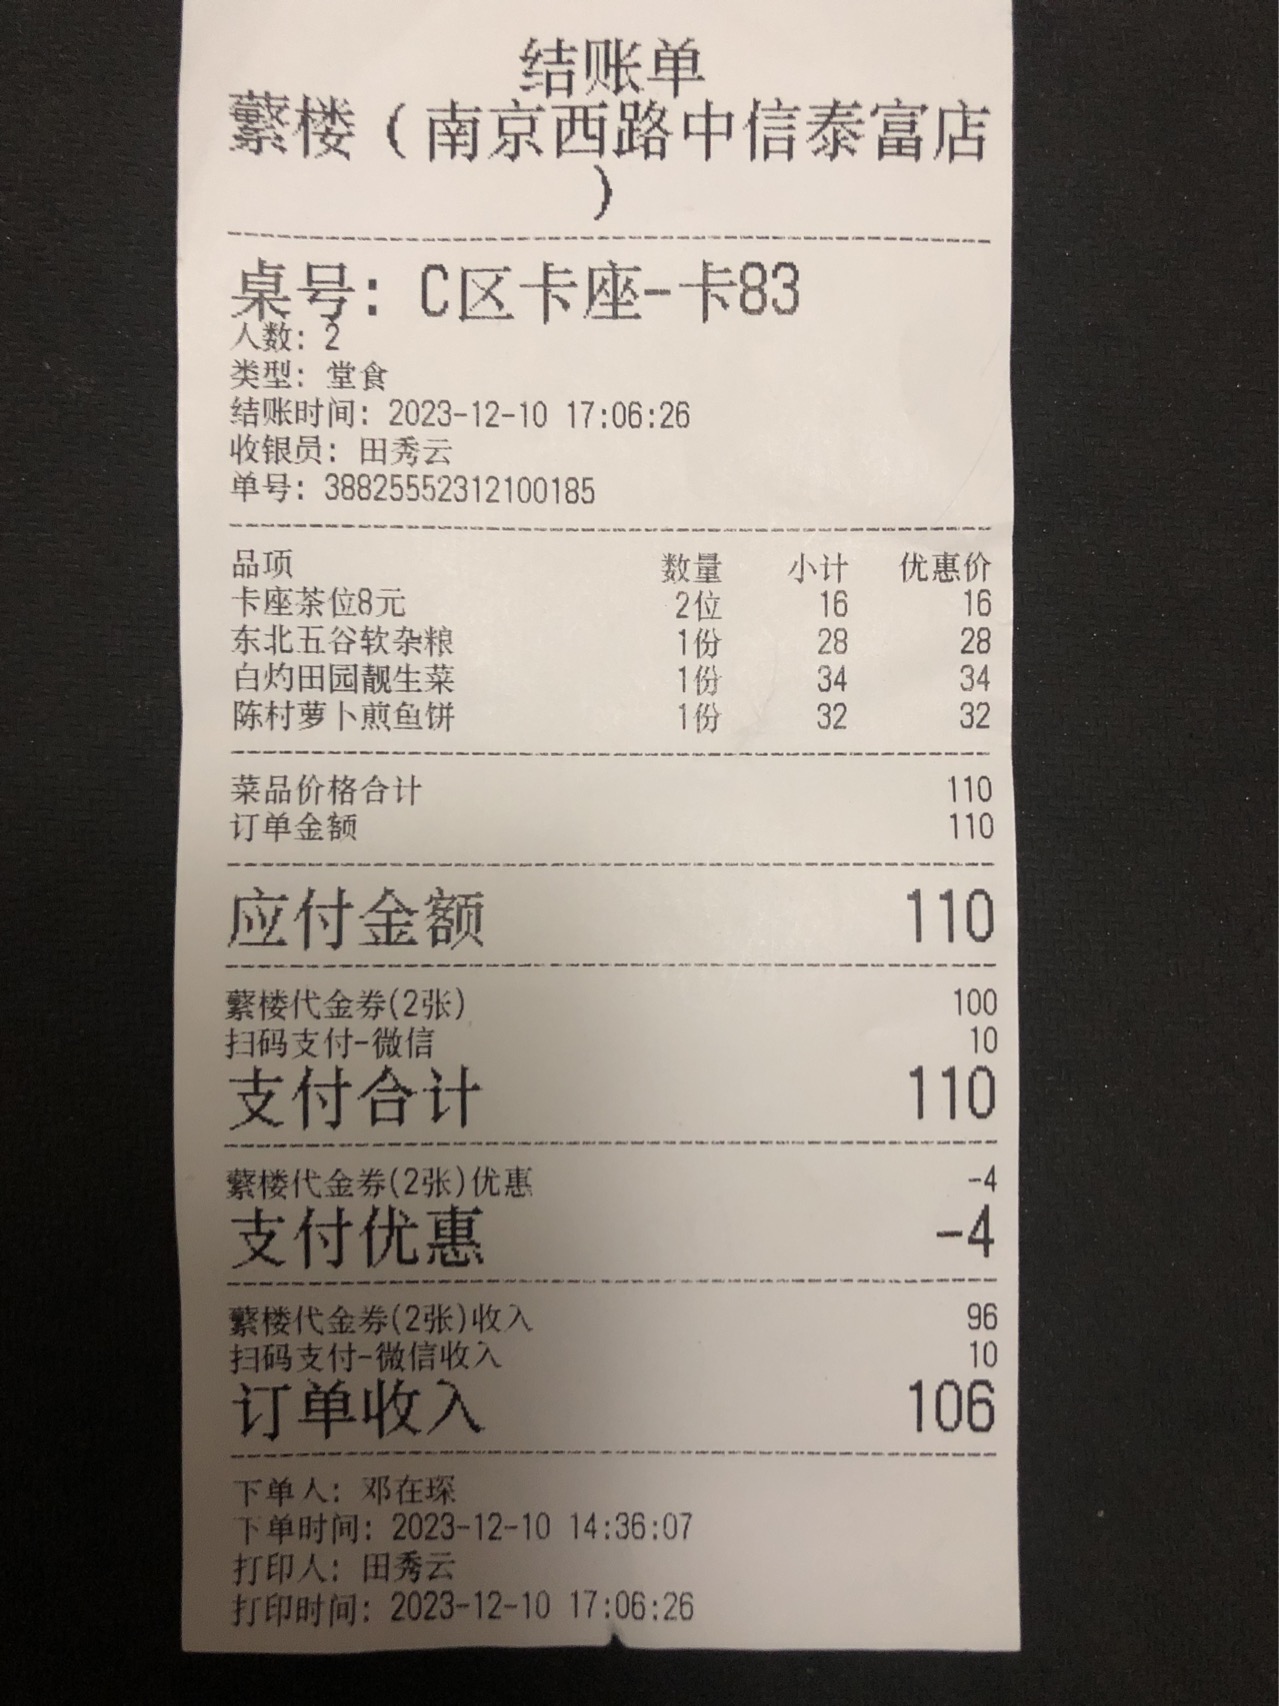 结账单
蘩楼（南京西路中信泰富店
）
桌号：C区卡座-卡83
人数：2
类型：堂食
结账时间：2023-12-10 17:06:26
收银员：田秀云
单号：38825552312100185
品项 数量 小计 优惠价
卡座茶位8元 2位 16 16
东北五谷软杂粮 1份 28 28
白灼田园靓生菜 1份 34 34
陈村萝卜煎鱼饼 1份 32 32
菜品价格合计 110
订单金额 110
应付金额 110
蘩楼代金券(2张) 100
扫码支付-微信 10
支付合计 110
蘩楼代金券(2张)优惠 -4
支付优惠 -4
蘩楼代金券(2张)收入 96
扫码支付-微信收入 10
订单收入 106
下单人：邓在琛
下单时间：2023-12-10 14:36:07
打印人：田秀云
打印时间：2023-12-10 17:06:26